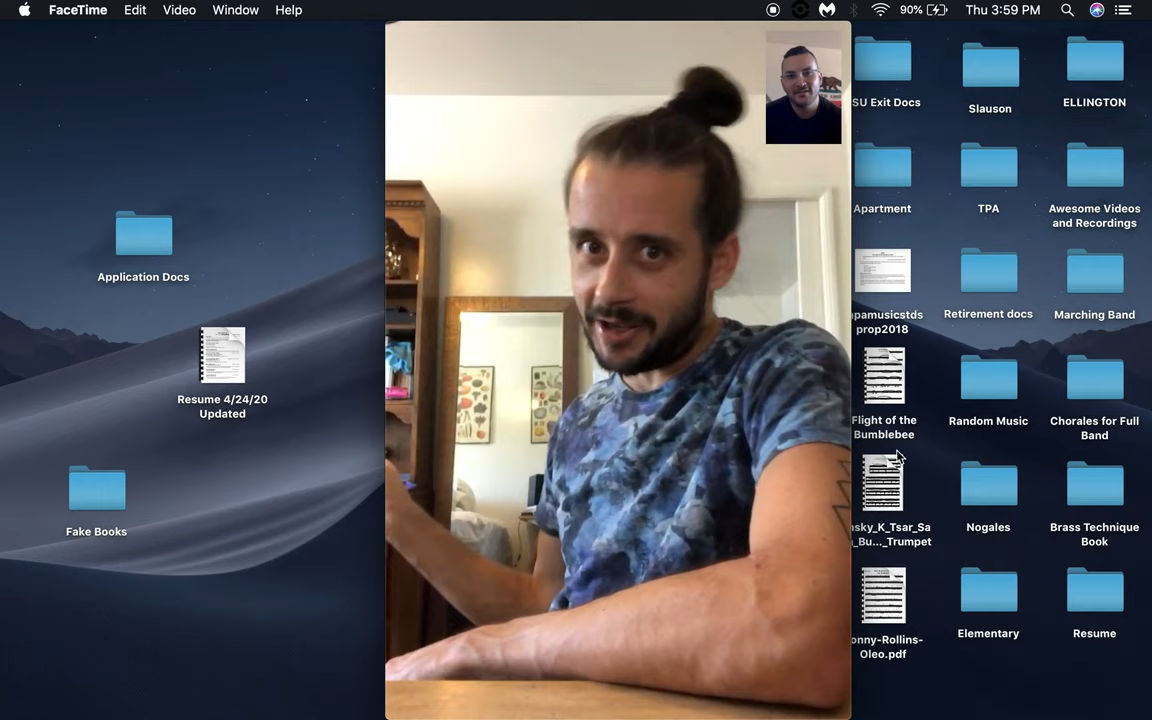 FaceTime Edit Video Window Help
90% Thu 3:59 PM
SU Exit Docs
Slauson
ELLINGTON
Apartment
TPA
Awesome Videos
and Recordings
Application Docs
pamusicstds
prop2018
Retirement docs
Marching Band
Resume 4/24/20
Updated
Flight of the
Bumblebee
Random Music
Chorales for Full
Band
Fake Books
nsky_K_Tsar_Sa
_Bu..._Trumpet
Nogales
Brass Technique
Book
onny-Rollins-
Oleo.pdf
Elementary
Resume